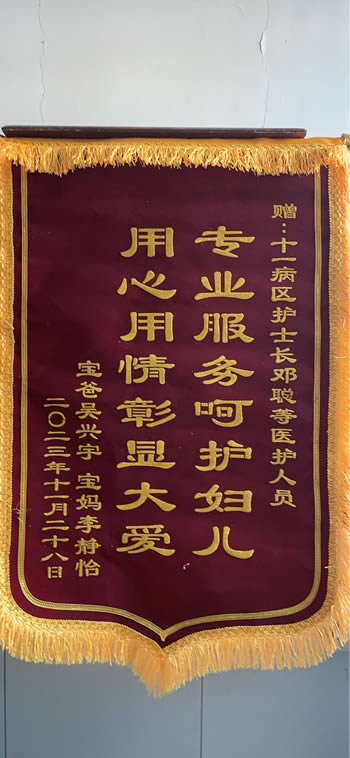 赠：十一病区护士长邓聪等医护人员
专业服务呵护妇儿
用心用情彰显大爱
宝爸吴兴宇 宝妈李静怡
二〇二三年十一月二十八日